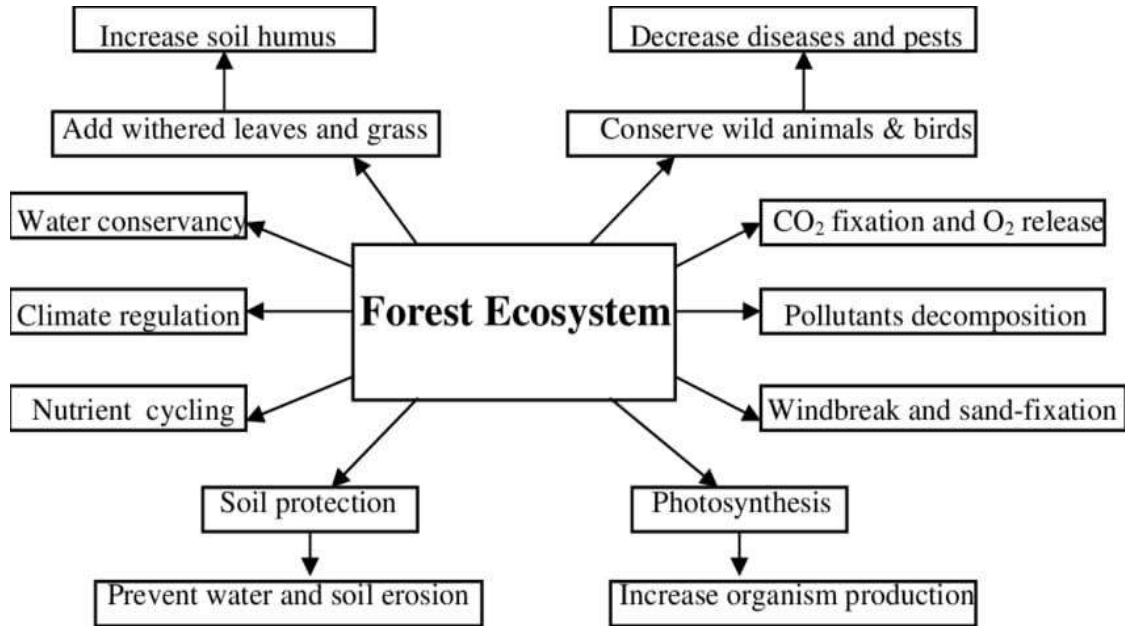 Increase soil humus
Decrease diseases and pests
Add withered leaves and grass
Conserve wild animals & birds
Water conservancy
CO₂ fixation and O₂ release
Forest Ecosystem
Climate regulation
Pollutants decomposition
Nutrient cycling
Windbreak and sand-fixation
Soil protection
Photosynthesis
Prevent water and soil erosion
Increase organism production